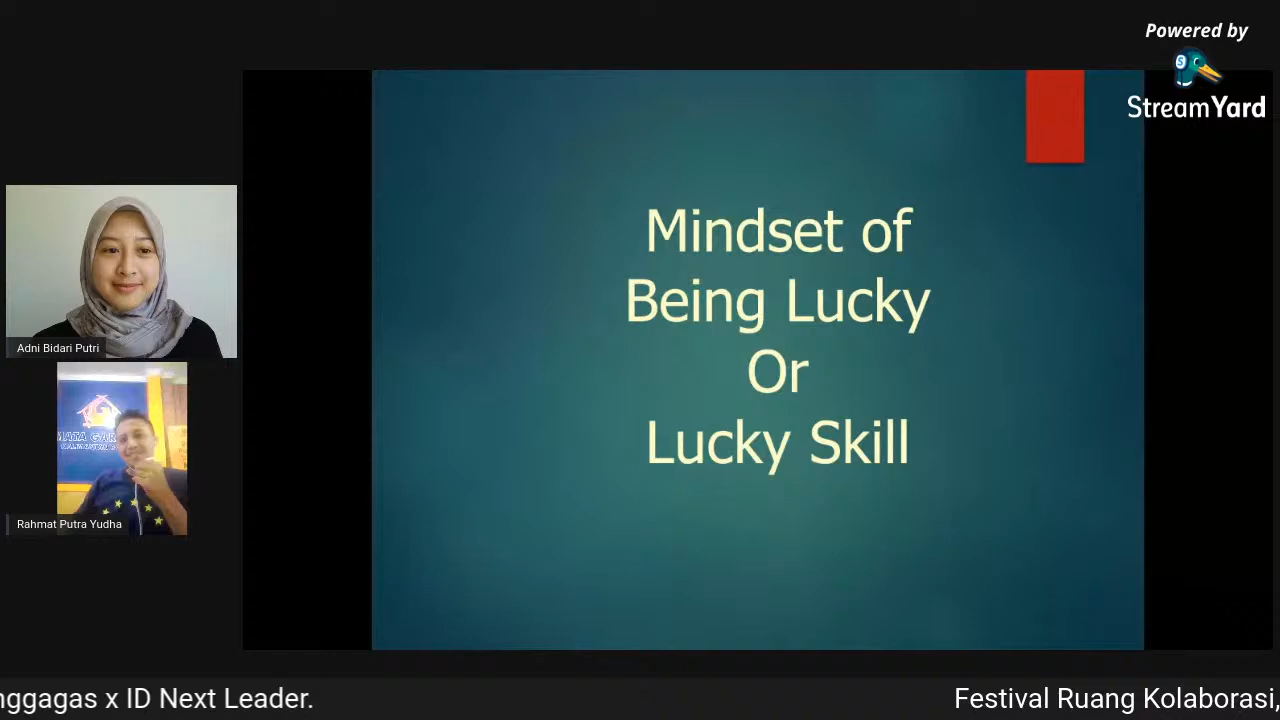 Powered by
StreamYard
Mindset of
Being Lucky
Or
Lucky Skill
Adni Bidari Putri
Rahmat Putra Yudha
nggagas x ID Next Leader.
Festival Ruang Kolaborasi,